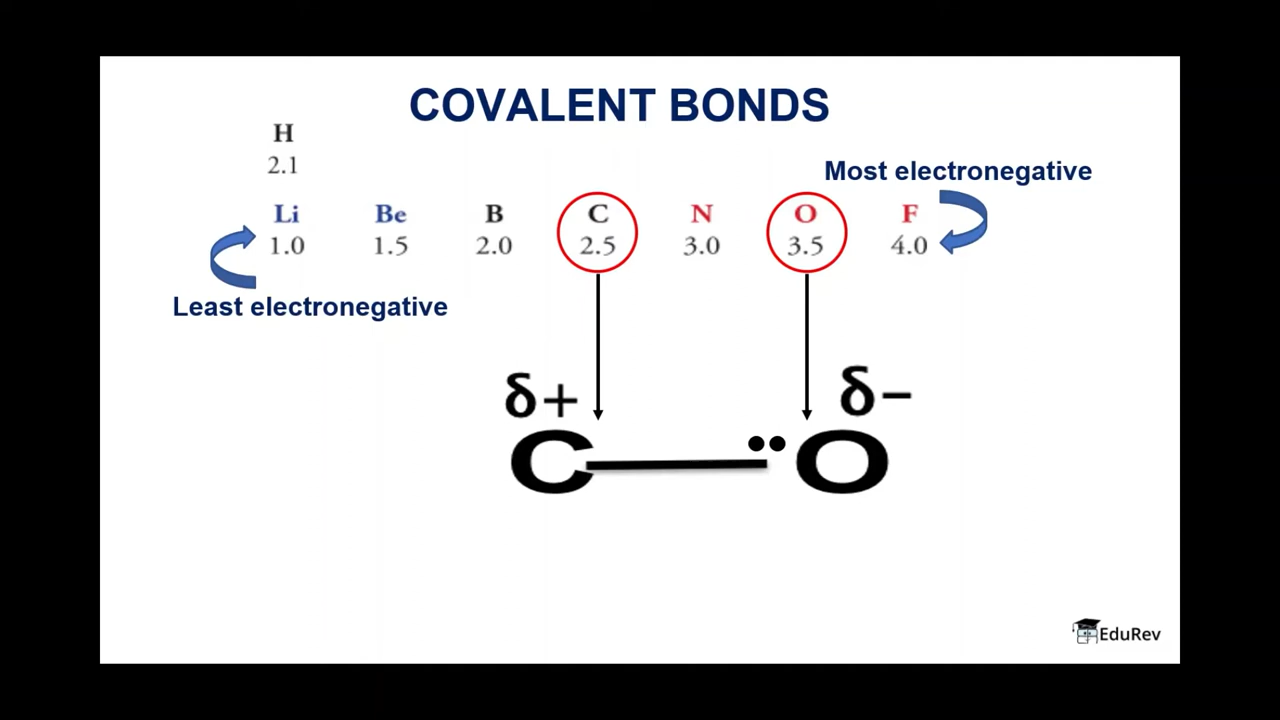 COVALENT BONDS
H
2.1
Most electronegative
Li Be B C N O F
1.0 1.5 2.0 2.5 3.0 3.5 4.0
Least electronegative
δ+ δ−
C O
EduRev